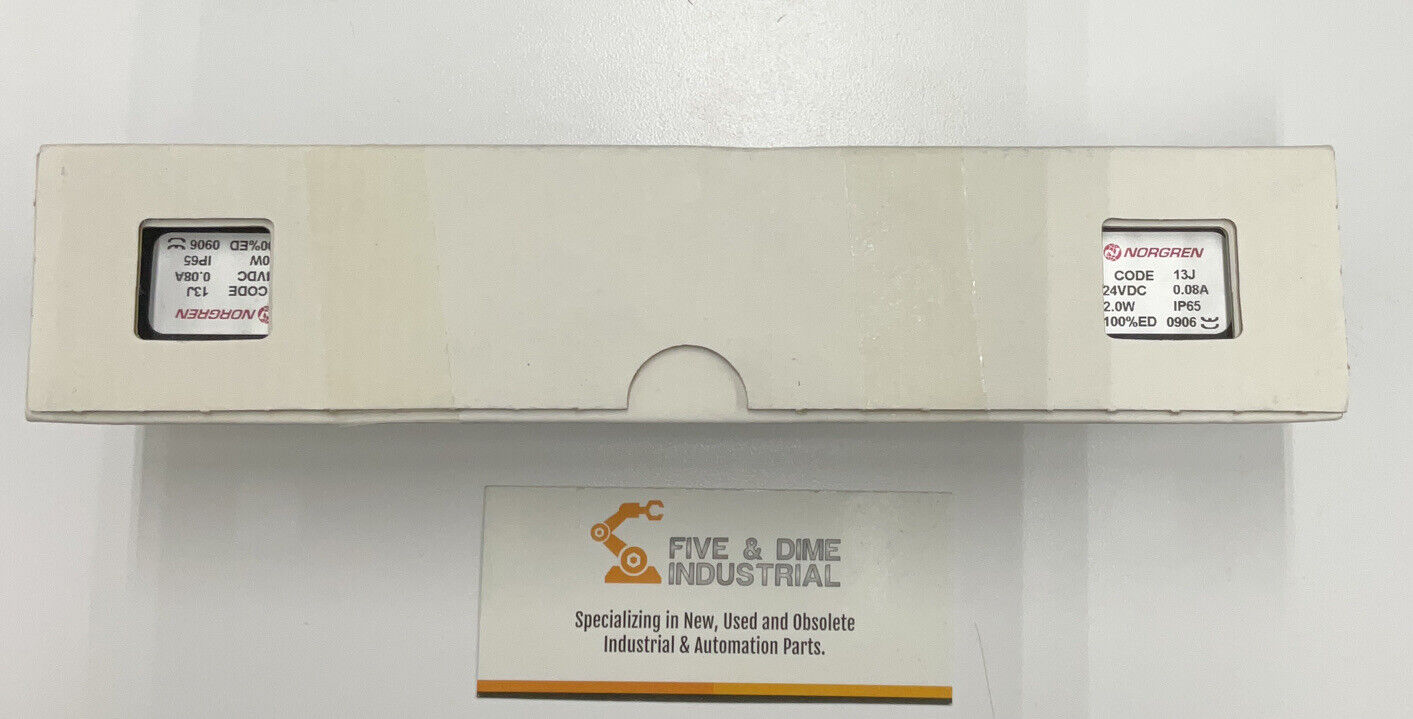 00%ED 0906
0W IP65
VDC 0.08A
CODE 13J
NORGREN
NORGREN
CODE 13J
24VDC 0.08A
2.0W IP65
100%ED 0906
FIVE & DIME
INDUSTRIAL
Specializing in New, Used and Obsolete
Industrial & Automation Parts.